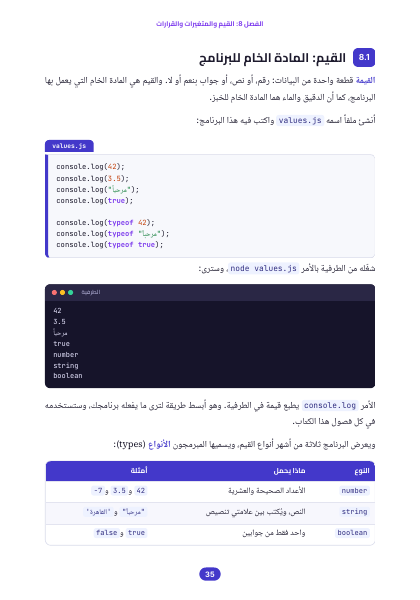 الفصل 8: القيم والمتغيرات والقرارات
8.1 القيم: المادة الخام للبرنامج
القيمة قطعة واحدة من البيانات: رقم، أو نص، أو جواب بنعم أو لا. والقيم هي المادة الخام التي يعمل بها
البرنامج، كما أن الدقيق والماء هما المادة الخام للخبز.
أنشئ ملفاً اسمه values.js واكتب فيه هذا البرنامج:
values.js
console.log(42);
console.log(3.5);
console.log("مرحباً");
console.log(true);
console.log(typeof 42);
console.log(typeof "مرحباً");
console.log(typeof true);
شغّله من الطرفية بالأمر node values.js، وسترى:
الطرفية
42
3.5
مرحباً
true
number
string
boolean
الأمر console.log يطبع قيمة في الطرفية. وهو أبسط طريقة لترى ما يفعله برنامجك، وستستخدمه
في كل فصول هذا الكتاب.
ويعرض البرنامج ثلاثة من أشهر أنواع القيم، ويسميها المبرمجون الأنواع (types):
النوع ماذا يحمل أمثلة
number الأعداد الصحيحة والعشرية 42 و 3.5 و -7
string النص، ويُكتب بين علامتي تنصيص "مرحباً" و "القاهرة"
boolean واحد فقط من جوابين true و false
35